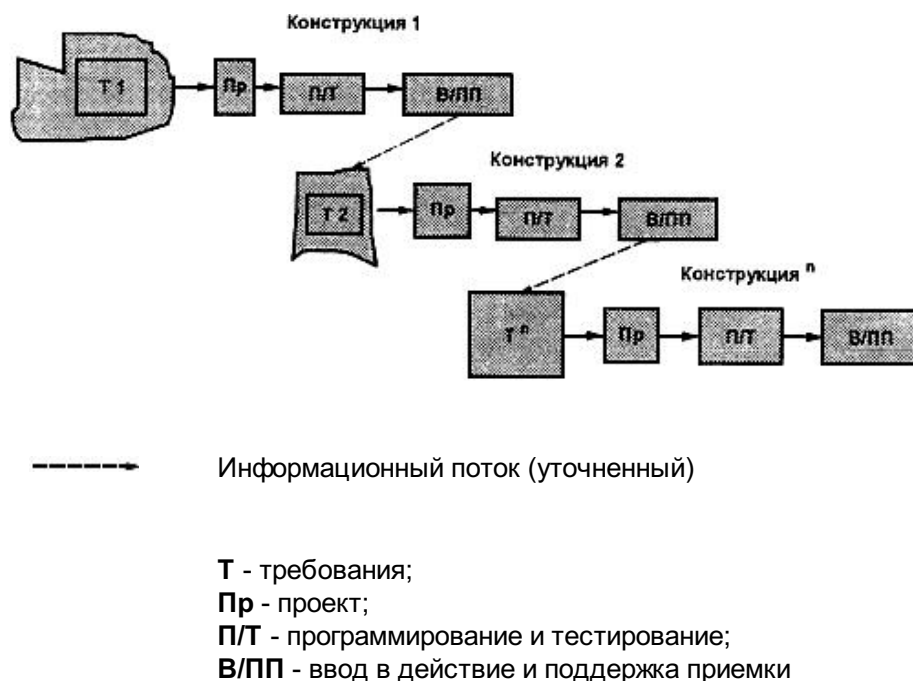 Конструкция 1
Т 1
Пр
П/Т
В/ПП
Конструкция 2
Т 2
Пр
П/Т
В/ПП
Конструкция n
Т n
Пр
П/Т
В/ПП
Информационный поток (уточненный)
Т - требования;
Пр - проект;
П/Т - программирование и тестирование;
В/ПП - ввод в действие и поддержка приемки